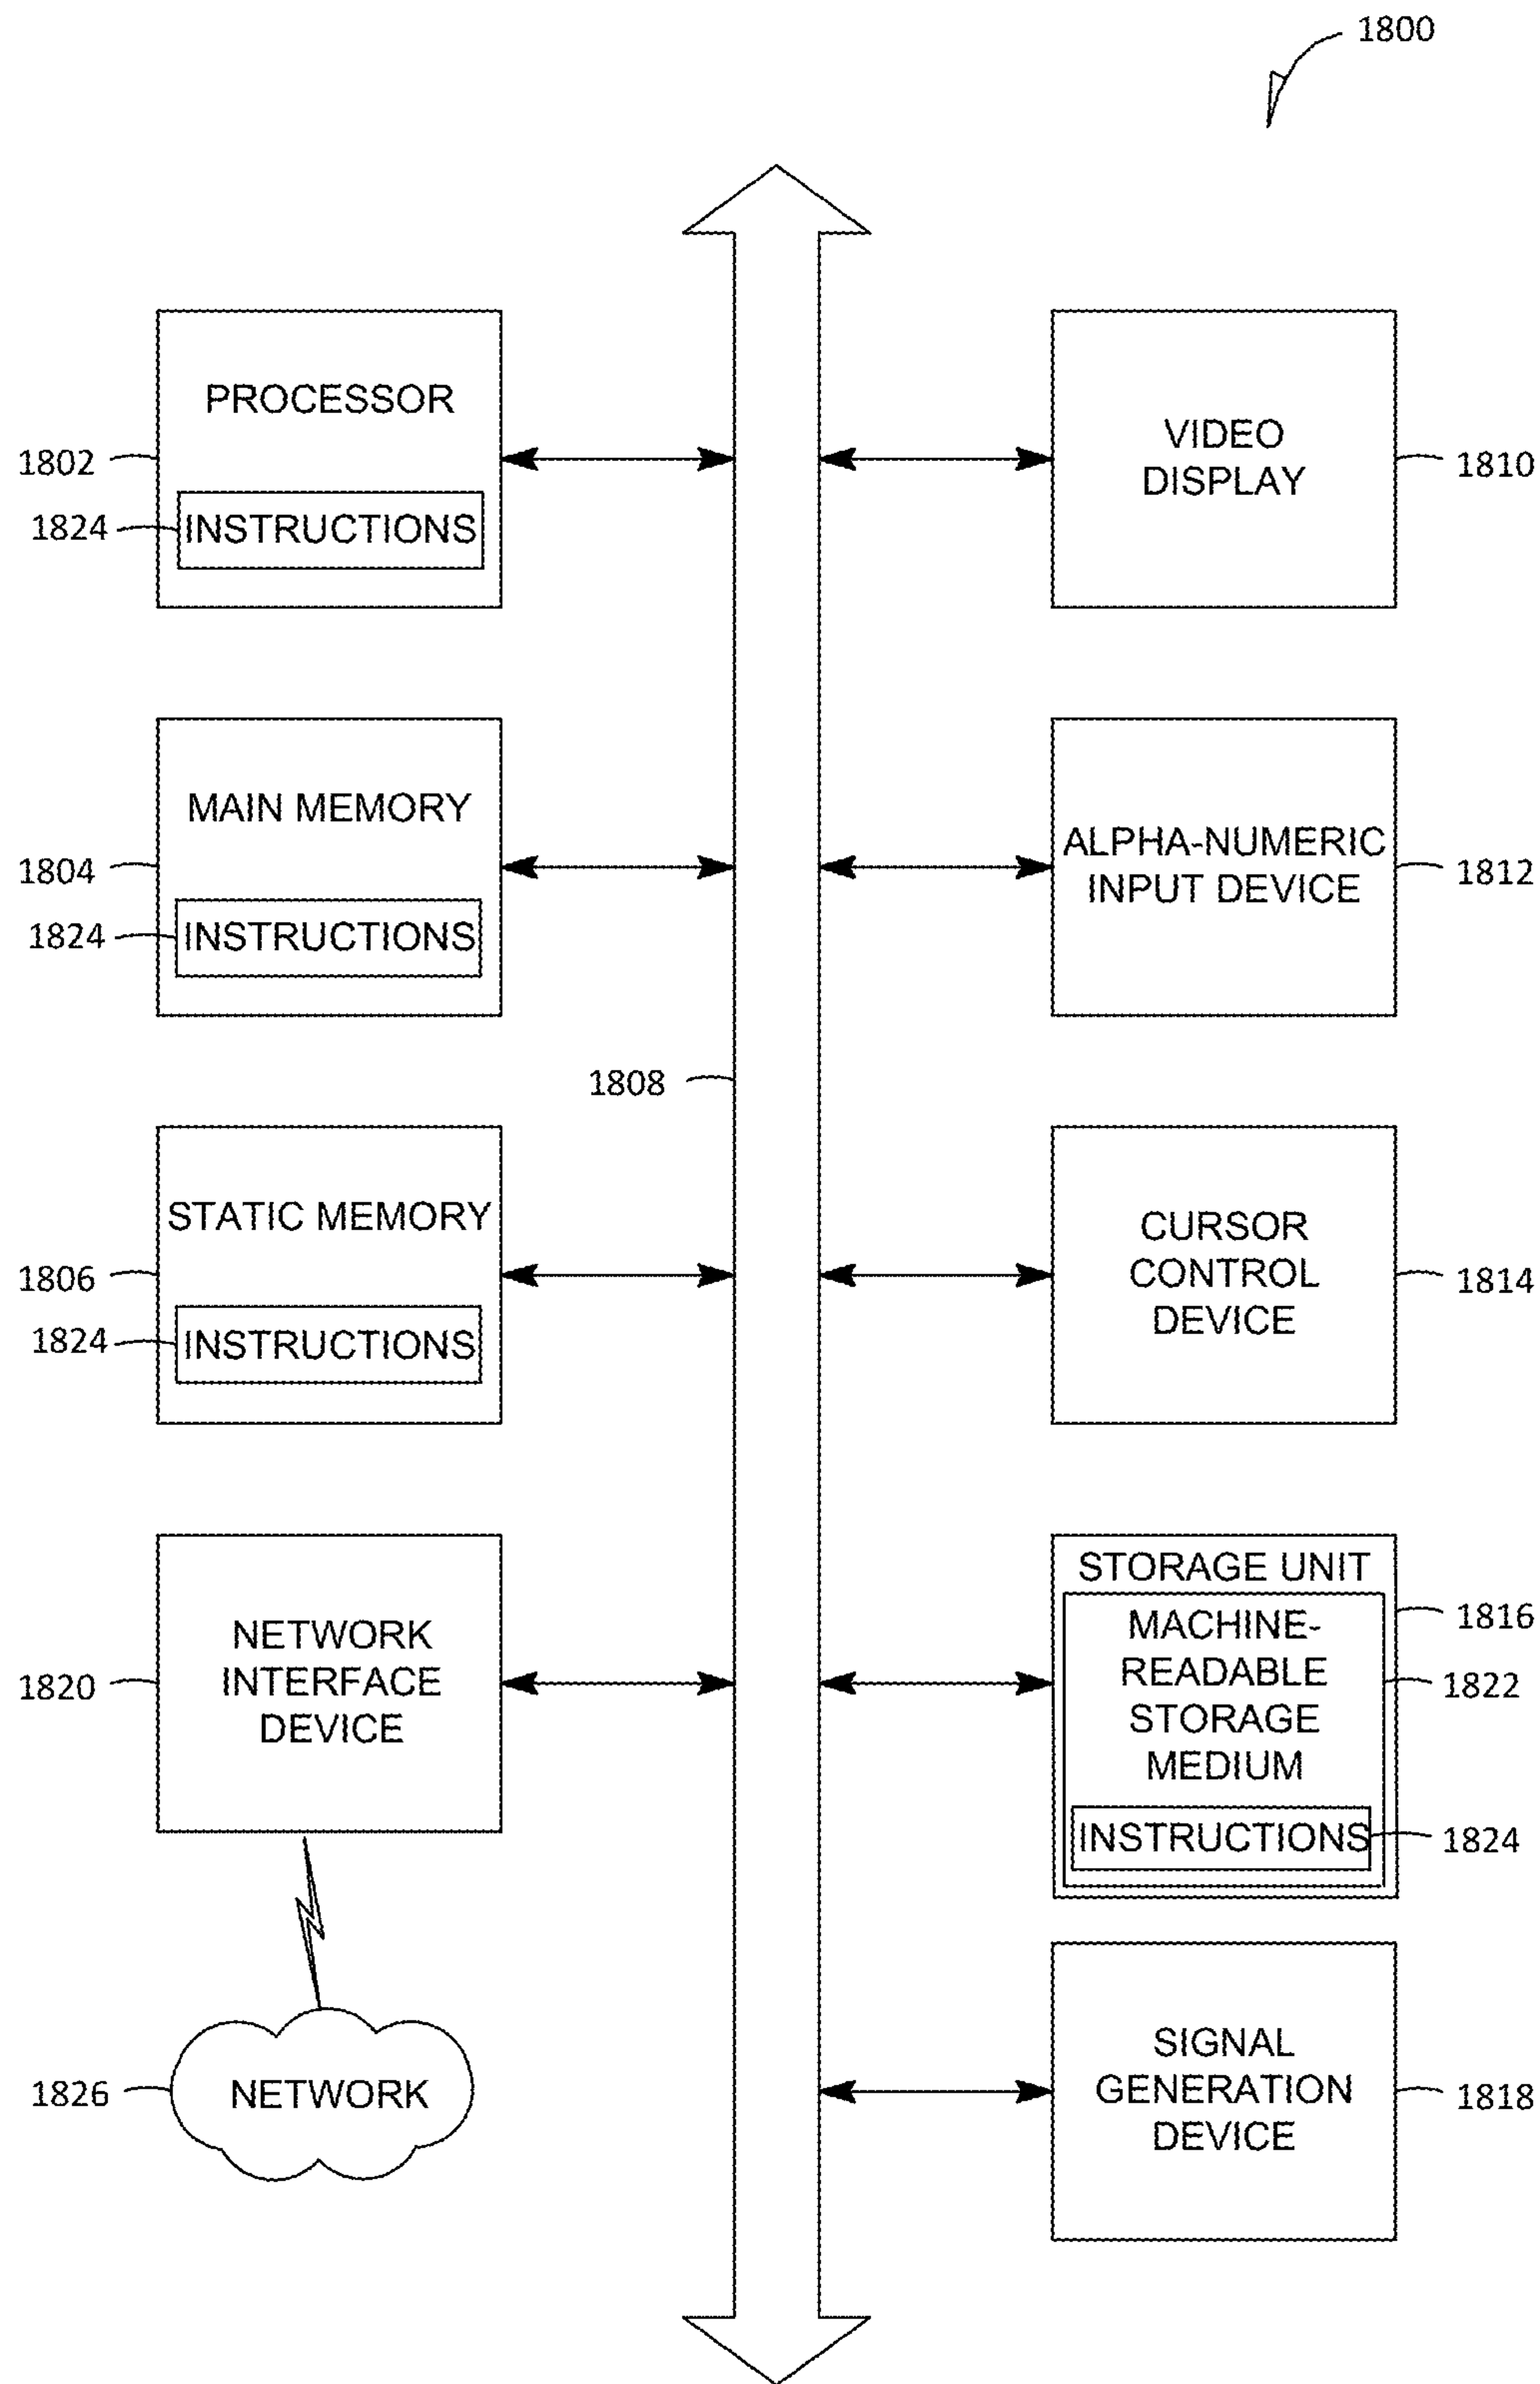 1800
PROCESSOR
1802
1824
INSTRUCTIONS
VIDEO
DISPLAY
1810
MAIN MEMORY
1804
1824
INSTRUCTIONS
ALPHA-NUMERIC
INPUT DEVICE
1812
1808
STATIC MEMORY
1806
1824
INSTRUCTIONS
CURSOR
CONTROL
DEVICE
1814
NETWORK
INTERFACE
DEVICE
1820
STORAGE UNIT
1816
MACHINE-
READABLE
STORAGE
MEDIUM
1822
INSTRUCTIONS
1824
1826
NETWORK
SIGNAL
GENERATION
DEVICE
1818